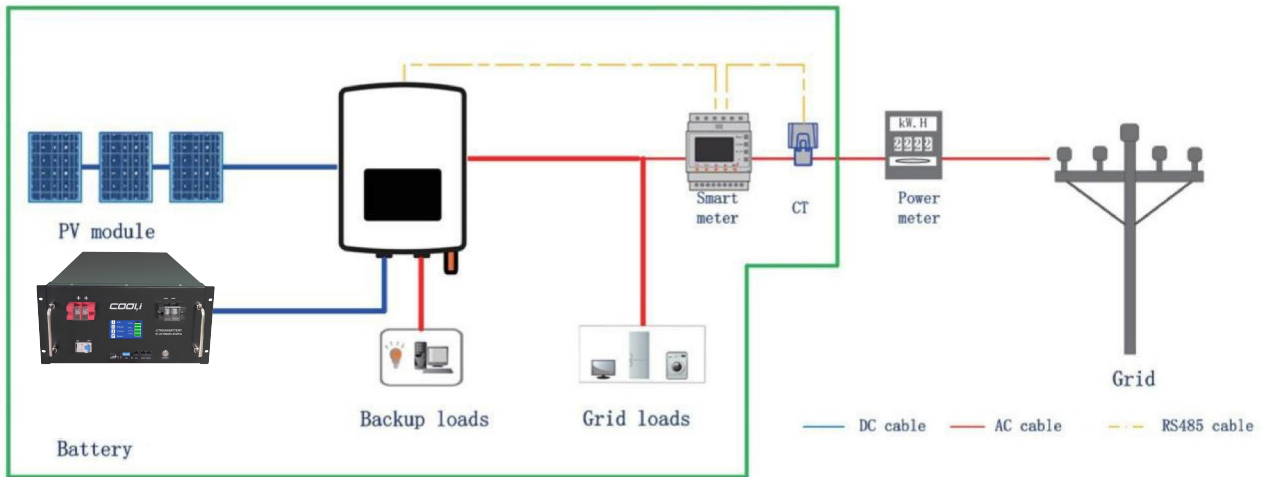 kW.H
Smart
meter
CT
Power
meter
PV module
COOLi
Backup loads
Grid loads
Grid
Battery
DC cable
AC cable
RS485 cable